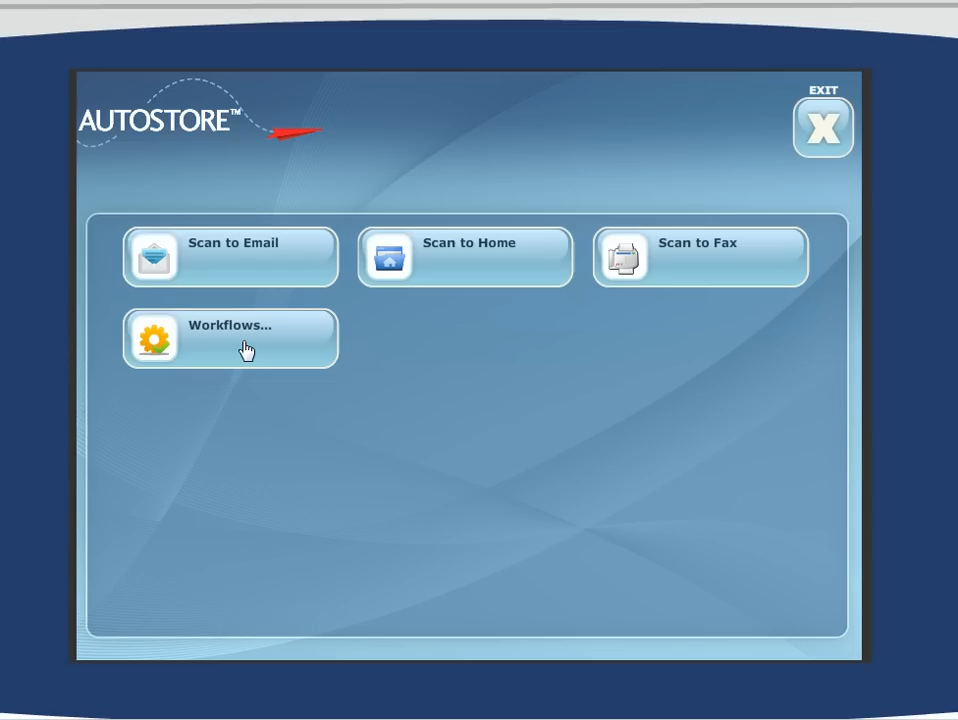 EXIT
AUTOSTORE™
X
Scan to Email
Scan to Home
Scan to Fax
Workflows...